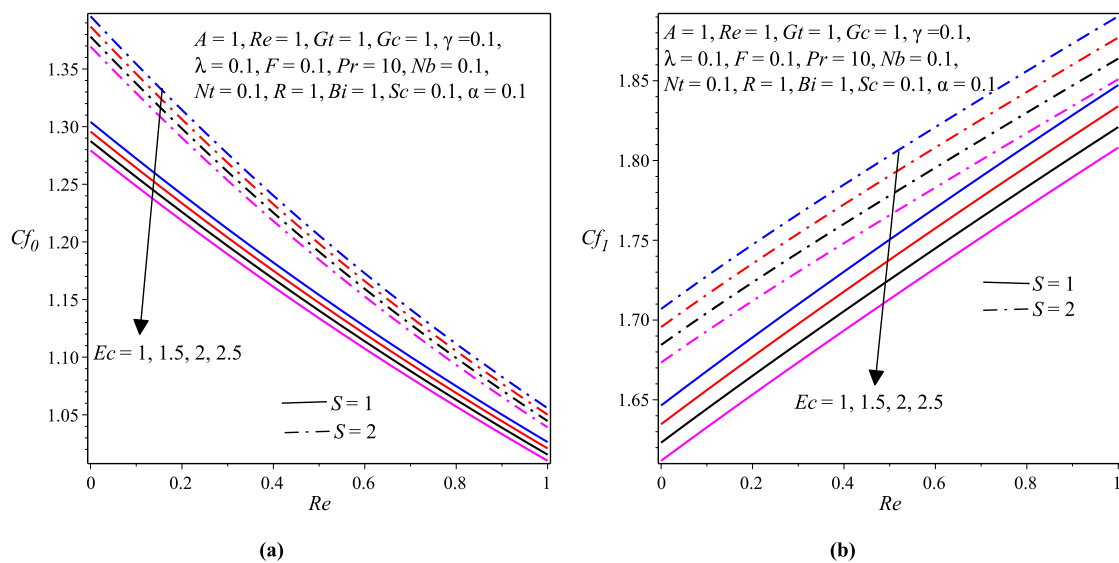 A = 1, Re = 1, Gt = 1, Gc = 1, γ =0.1,
λ = 0.1, F = 0.1, Pr = 10, Nb = 0.1,
Nt = 0.1, R = 1, Bi = 1, Sc = 0.1, α = 0.1
1.35
1.30
1.25
Cf0
1.20
1.15
1.10
1.05
Ec = 1, 1.5, 2, 2.5
S = 1
S = 2
0 0.2 0.4 0.6 0.8 1
Re
(a)
A = 1, Re = 1, Gt = 1, Gc = 1, γ =0.1,
λ = 0.1, F = 0.1, Pr = 10, Nb = 0.1,
Nt = 0.1, R = 1, Bi = 1, Sc = 0.1, α = 0.1
1.85
1.80
Cf1
1.75
1.70
1.65
S = 1
S = 2
Ec = 1, 1.5, 2, 2.5
0 0.2 0.4 0.6 0.8 1
Re
(b)